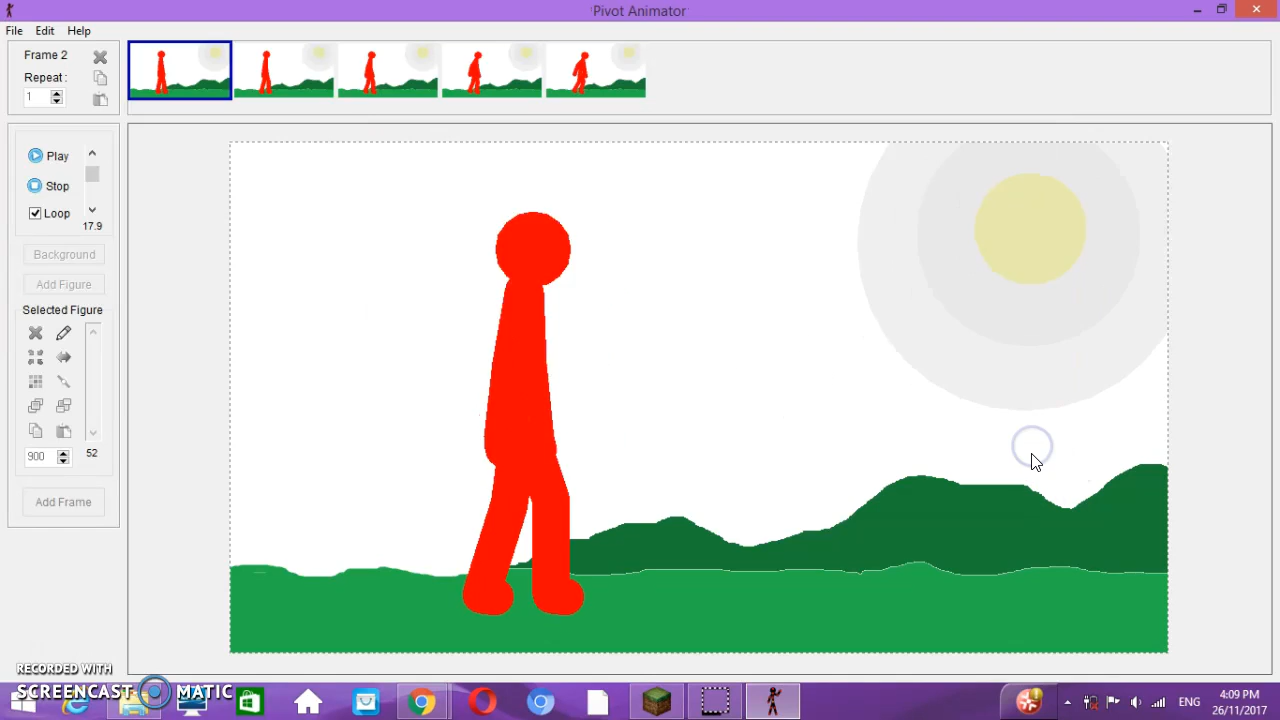 Pivot Animator
File Edit Help
Frame 2
Repeat :
1
Play
Stop
Loop
17.9
Background
Add Figure
Selected Figure
900
52
Add Frame
RECORDED WITH
SCREENCAST MATIC
ENG
4:09 PM
26/11/2017